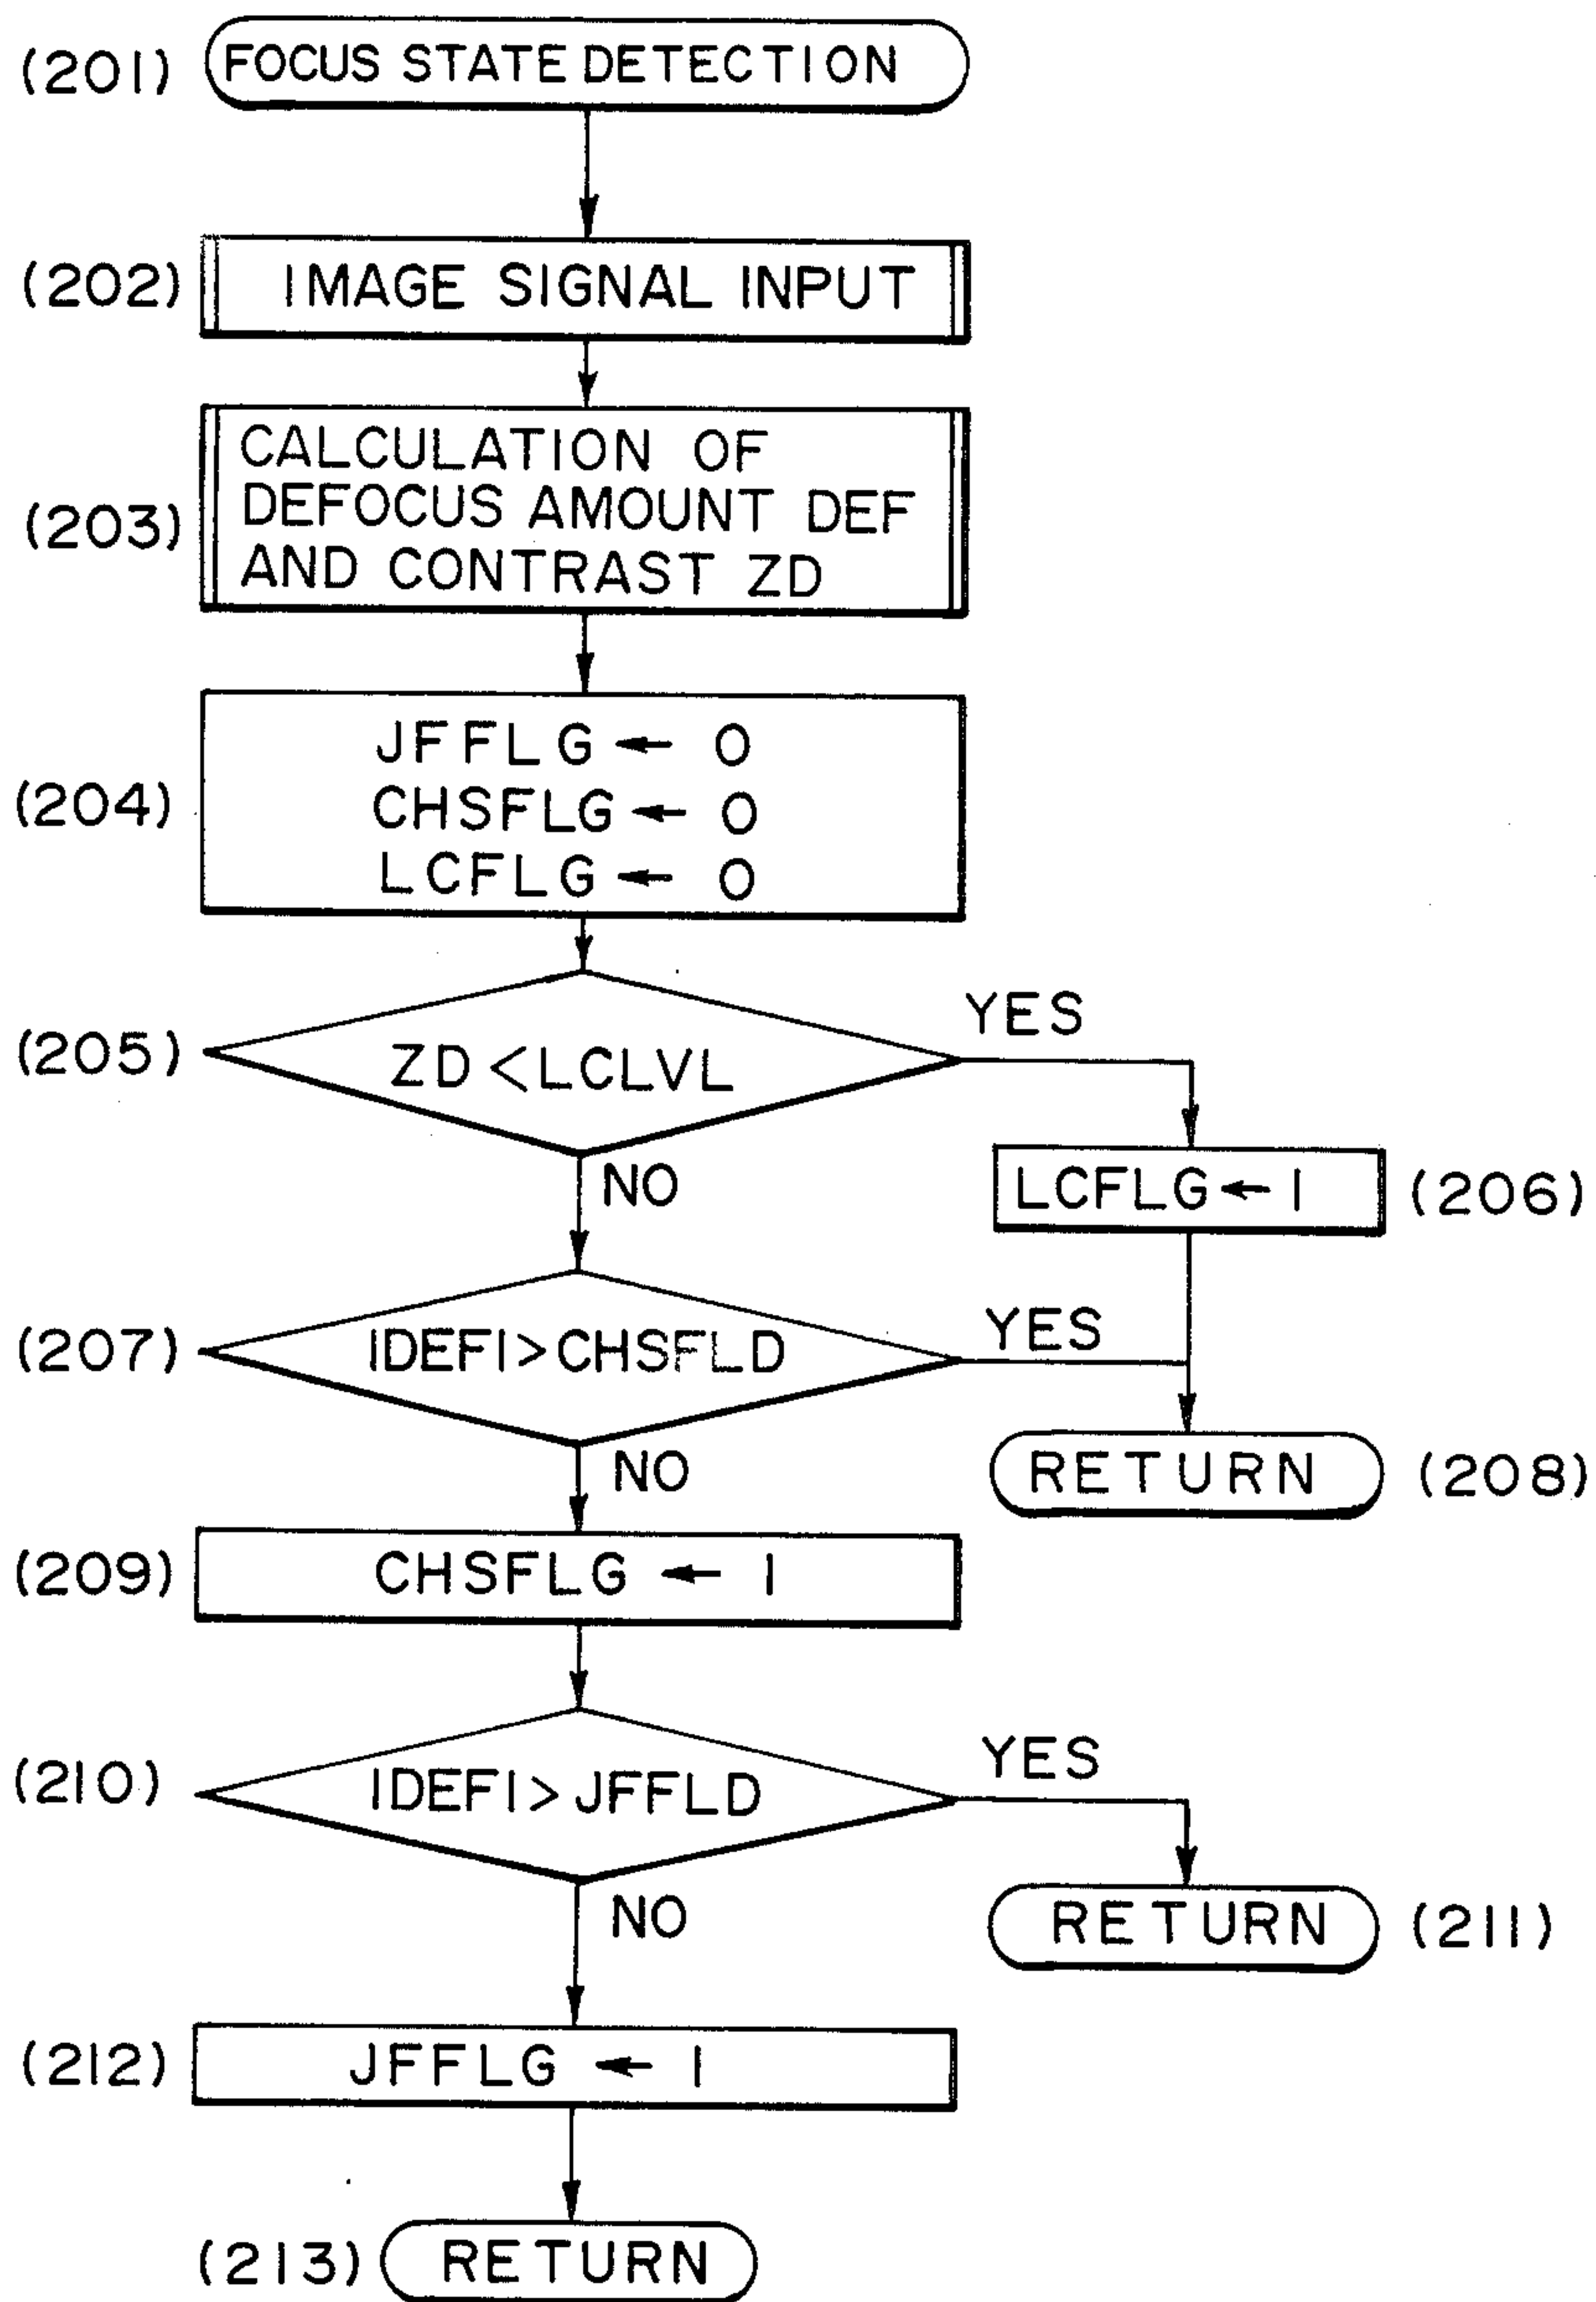 (201) FOCUS STATE DETECTION
(202) IMAGE SIGNAL INPUT
(203)
CALCULATION OF
DEFOCUS AMOUNT DEF
AND CONTRAST ZD
(204)
JFFLG ← 0
CHSFLG ← 0
LCFLG ← 0
(205) ZD < LCLVL
YES
NO
LCFLG ← 1 (206)
(207) |DEF| > CHSFLD
YES
NO
RETURN (208)
(209) CHSFLG ← 1
(210) |DEF| > JFFLD
YES
NO
RETURN (211)
(212) JFFLG ← 1
(213) RETURN